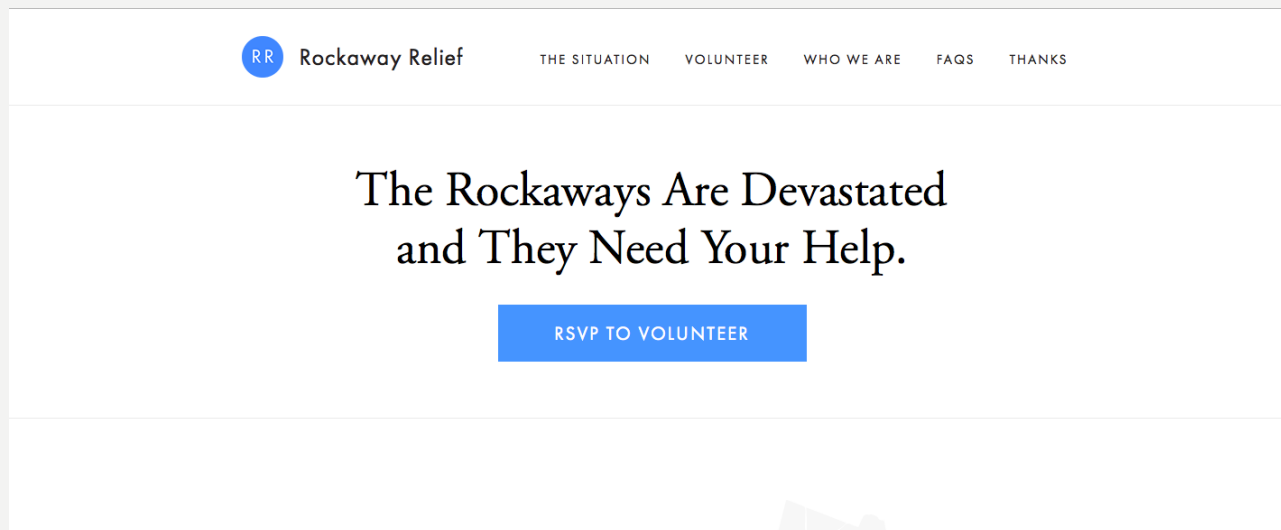 RR Rockaway Relief THE SITUATION VOLUNTEER WHO WE ARE FAQS THANKS
The Rockaways Are Devastated
and They Need Your Help.
RSVP TO VOLUNTEER